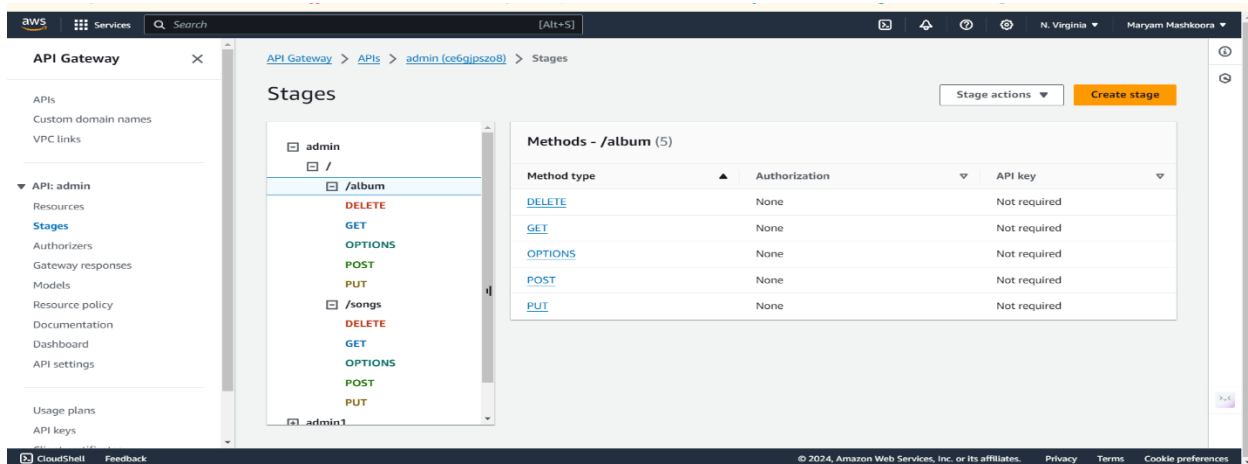 aws Services Search [Alt+S] N. Virginia Maryam Mashkoora
API Gateway
APIs
Custom domain names
VPC links
API: admin
Resources
Stages
Authorizers
Gateway responses
Models
Resource policy
Documentation
Dashboard
API settings
Usage plans
API keys
API Gateway > APIs > admin (ce6gjpszo8) > Stages
Stages
Stage actions Create stage
admin
/
/album
DELETE
GET
OPTIONS
POST
PUT
/songs
DELETE
GET
OPTIONS
POST
PUT
admin1
Methods - /album (5)
Method type Authorization API key
DELETE None Not required
GET None Not required
OPTIONS None Not required
POST None Not required
PUT None Not required
CloudShell Feedback © 2024, Amazon Web Services, Inc. or its affiliates. Privacy Terms Cookie preferences